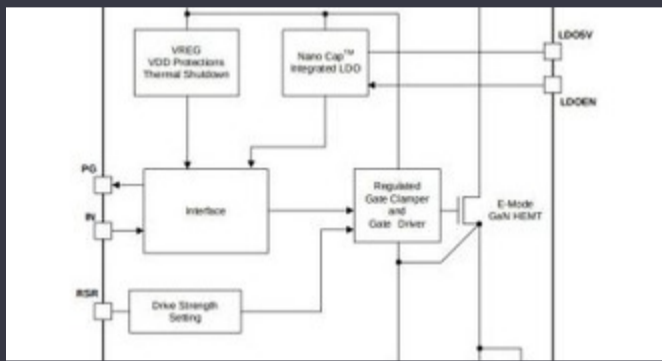 VREG
VDD Protections
Thermal Shutdown
Nano Cap™
Integrated LDO
LDO5V
LDOEN
PG
IN
Interface
Regulated
Gate Clamper
and
Gate Driver
E-Mode
GaN HEMT
RSR
Drive Strength
Setting